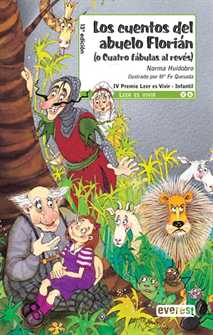 13ª edición
Los cuentos del
abuelo Florián
(o Cuatro fábulas al revés)
Norma Huidobro
Ilustrado por Mª Fe Quesada
IV Premio Leer es Vivir - Infantil
LEER ES VIVIR
everest